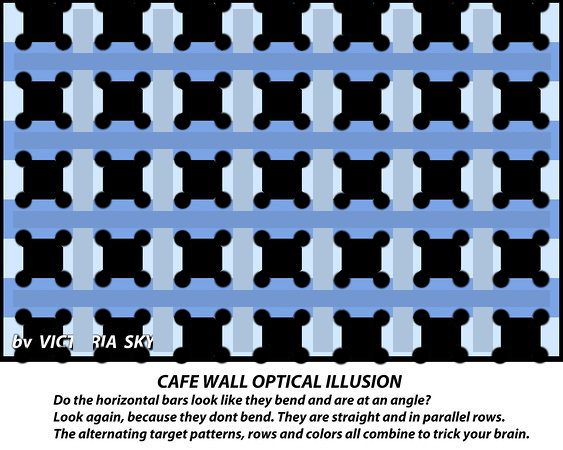 by VICTORIA SKY
CAFE WALL OPTICAL ILLUSION
Do the horizontal bars look like they bend and are at an angle?
Look again, because they dont bend. They are straight and in parallel rows.
The alternating target patterns, rows and colors all combine to trick your brain.